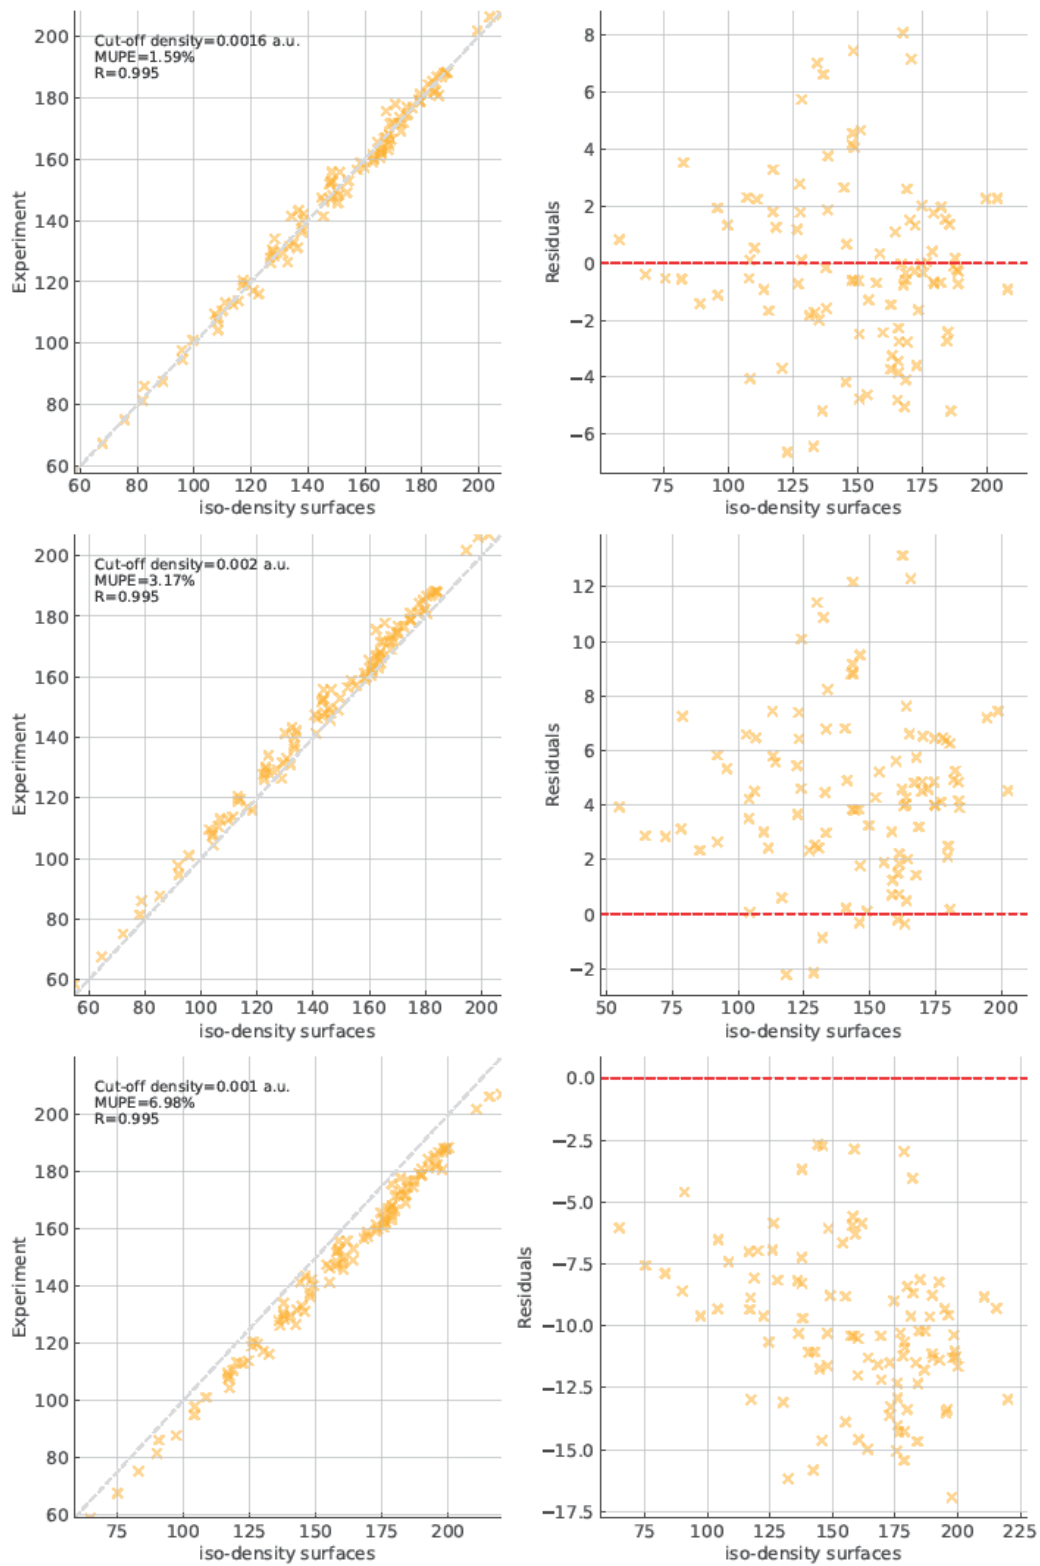 Cut-off density=0.0016 a.u.
MUPE=1.59%
R=0.995
200
180
160
140
120
100
80
60
Experiment
60 80 100 120 140 160 180 200
iso-density surfaces
8
6
4
2
0
−2
−4
−6
Residuals
75 100 125 150 175 200
iso-density surfaces
Cut-off density=0.002 a.u.
MUPE=3.17%
R=0.995
200
180
160
140
120
100
80
60
Experiment
60 80 100 120 140 160 180 200
iso-density surfaces
12
10
8
6
4
2
0
−2
Residuals
50 75 100 125 150 175 200
iso-density surfaces
Cut-off density=0.001 a.u.
MUPE=6.98%
R=0.995
200
180
160
140
120
100
80
60
Experiment
75 100 125 150 175 200
iso-density surfaces
0.0
−2.5
−5.0
−7.5
−10.0
−12.5
−15.0
−17.5
Residuals
75 100 125 150 175 200 225
iso-density surfaces